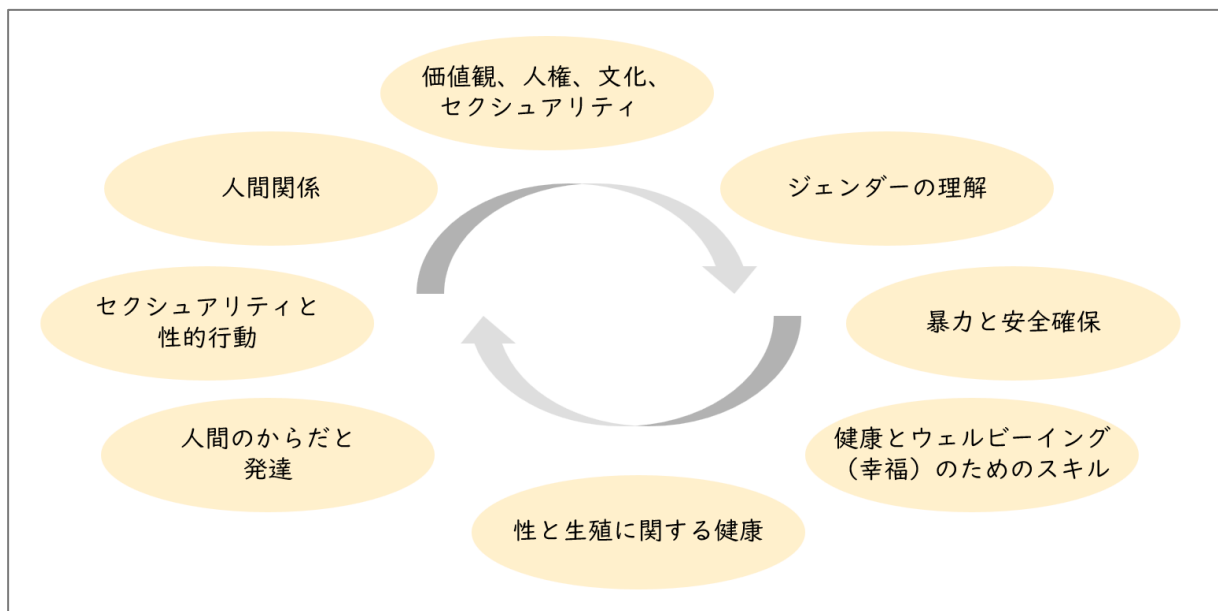 価値観、人権、文化、
セクシュアリティ
人間関係
ジェンダーの理解
セクシュアリティと
性的行動
暴力と安全確保
人間のからだと
発達
健康とウェルビーイング
（幸福）のためのスキル
性と生殖に関する健康